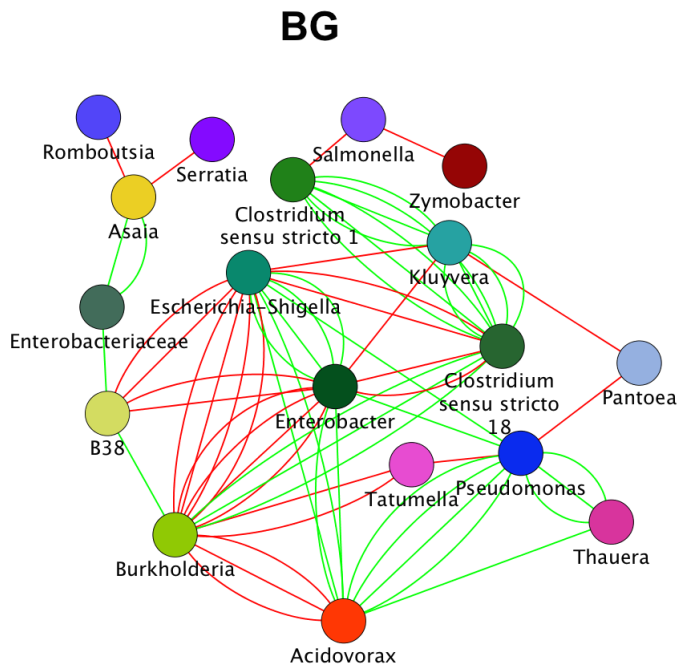 BG
Romboutsia
Serratia
Salmonella
Zymobacter
Asaia
Clostridium
sensu stricto 1
Kluyvera
Escherichia-Shigella
Enterobacteriaceae
Clostridium
sensu stricto
18
Pantoea
Enterobacter
B38
Tatumella
Pseudomonas
Thauera
Burkholderia
Acidovorax